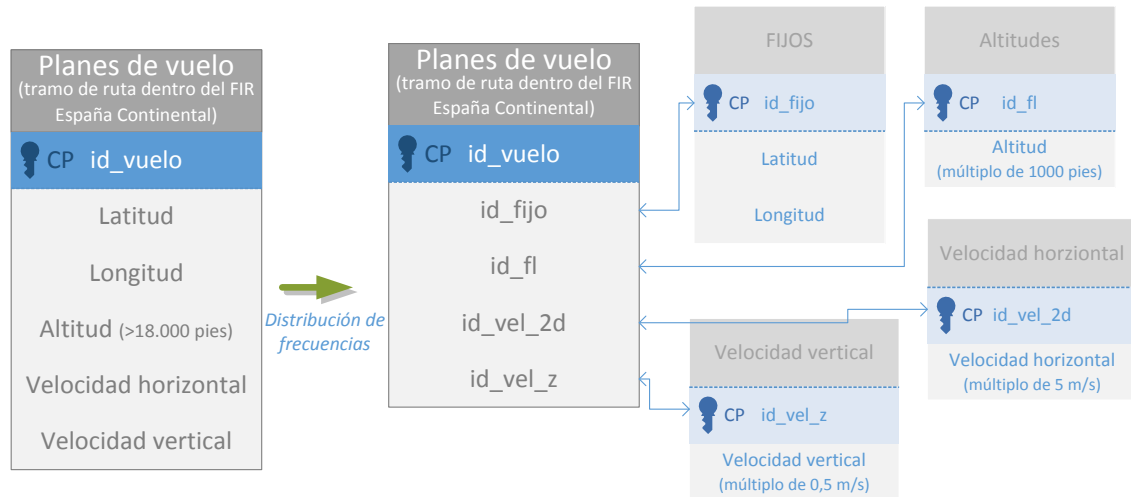 Planes de vuelo
(tramo de ruta dentro del FIR
España Continental)
CP id_vuelo
Latitud
Longitud
Altitud (>18.000 pies)
Velocidad horizontal
Velocidad vertical
Distribución de
frecuencias
Planes de vuelo
(tramo de ruta dentro del FIR
España Continental)
CP id_vuelo
id_fijo
id_fl
id_vel_2d
id_vel_z
FIJOS
CP id_fijo
Latitud
Longitud
Altitudes
CP id_fl
Altitud
(múltiplo de 1000 pies)
Velocidad horziontal
CP id_vel_2d
Velocidad horizontal
(múltiplo de 5 m/s)
Velocidad vertical
CP id_vel_z
Velocidad vertical
(múltiplo de 0,5 m/s)